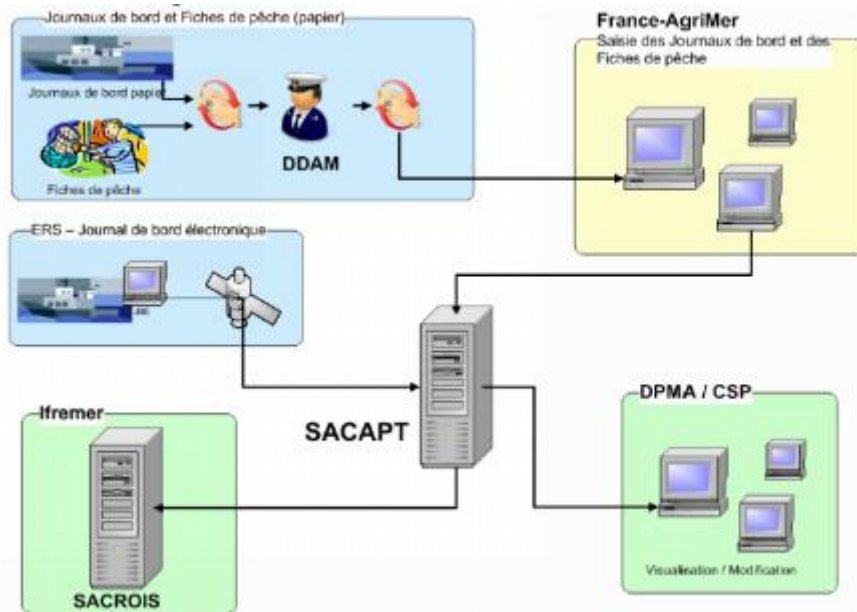 Journaux de bord et Fiches de pêche (papier)
Journaux de bord papier
Fiches de pêche
DDAM
France-AgriMer
Saisie des Journaux de bord et des
Fiches de pêche
ERS – Journal de bord électronique
SACAPT
Ifremer
SACROIS
DPMA / CSP
Visualisation / Modification